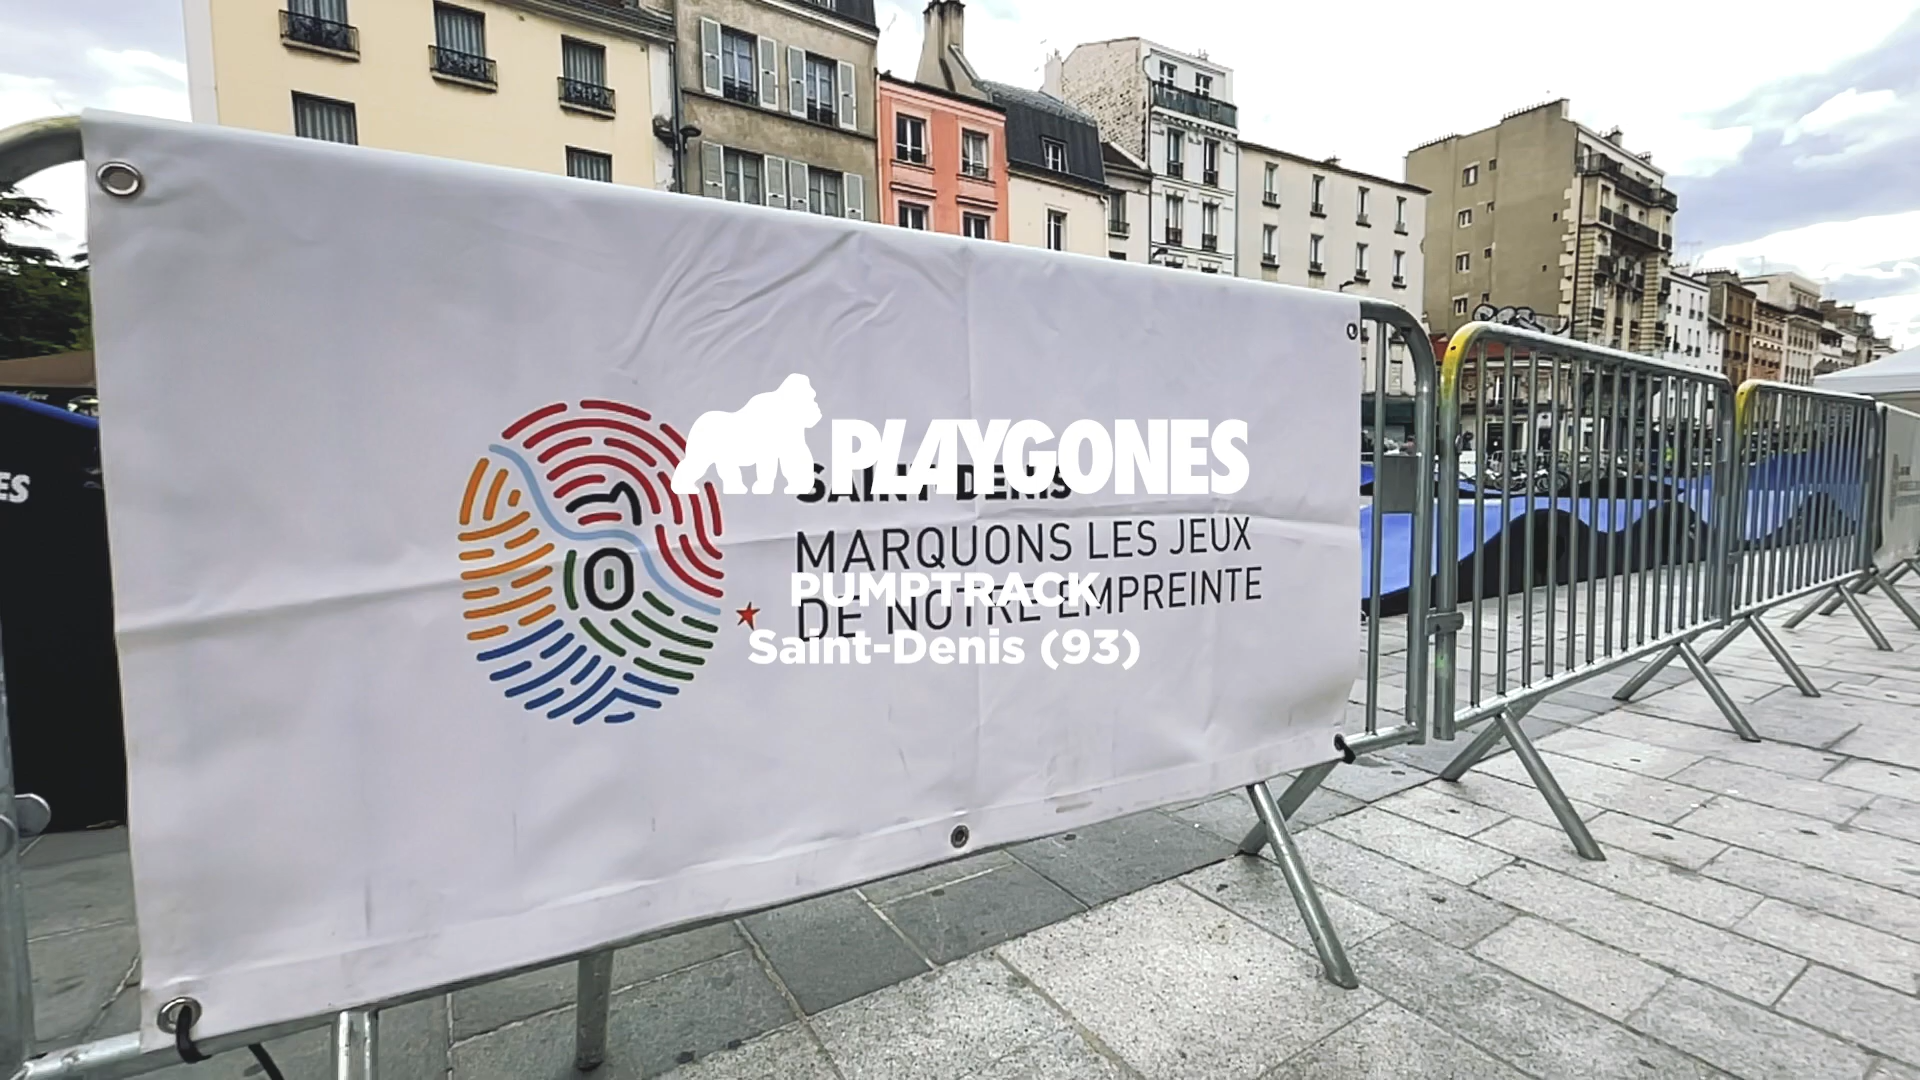 PLAYGONES
SAINT-DENIS
MARQUONS LES JEUX
DE NOTRE EMPREINTE
PUMPTRACK
Saint-Denis (93)
ES